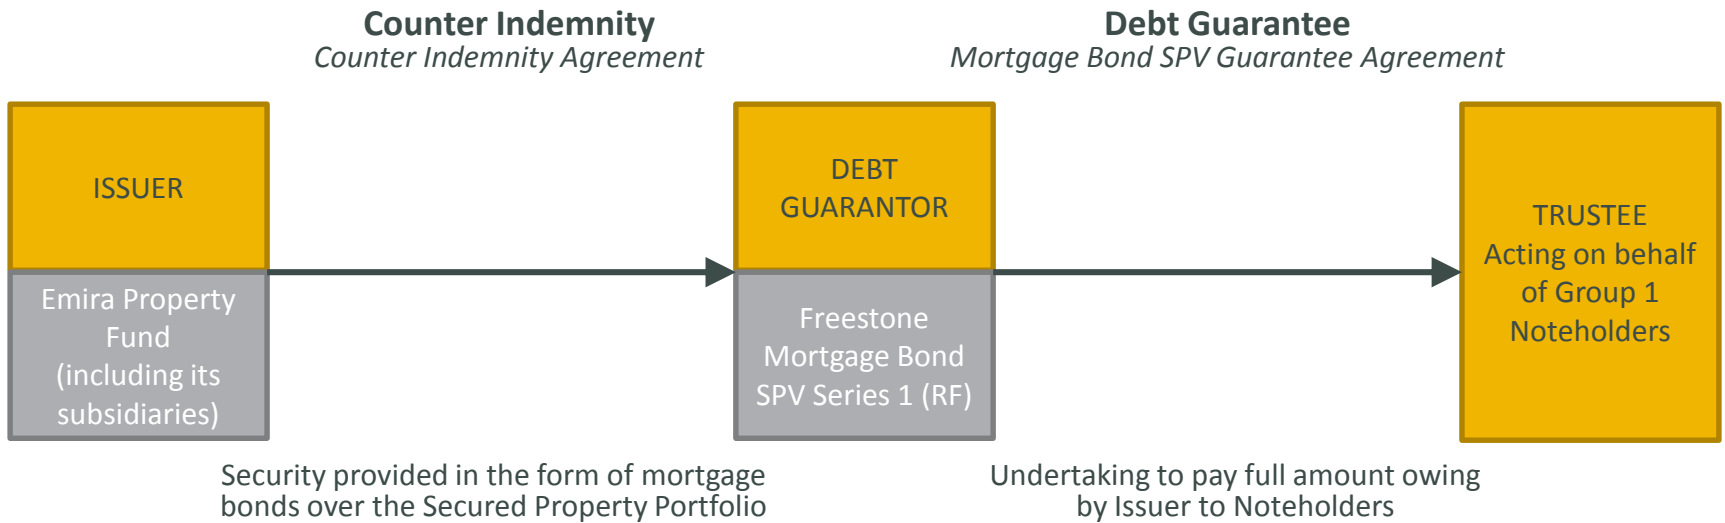 Counter Indemnity
Counter Indemnity Agreement
Debt Guarantee
Mortgage Bond SPV Guarantee Agreement
ISSUER
Emira Property
Fund
(including its
subsidiaries)
DEBT
GUARANTOR
Freestone
Mortgage Bond
SPV Series 1 (RF)
TRUSTEE
Acting on behalf
of Group 1
Noteholders
Security provided in the form of mortgage
bonds over the Secured Property Portfolio
Undertaking to pay full amount owing
by Issuer to Noteholders